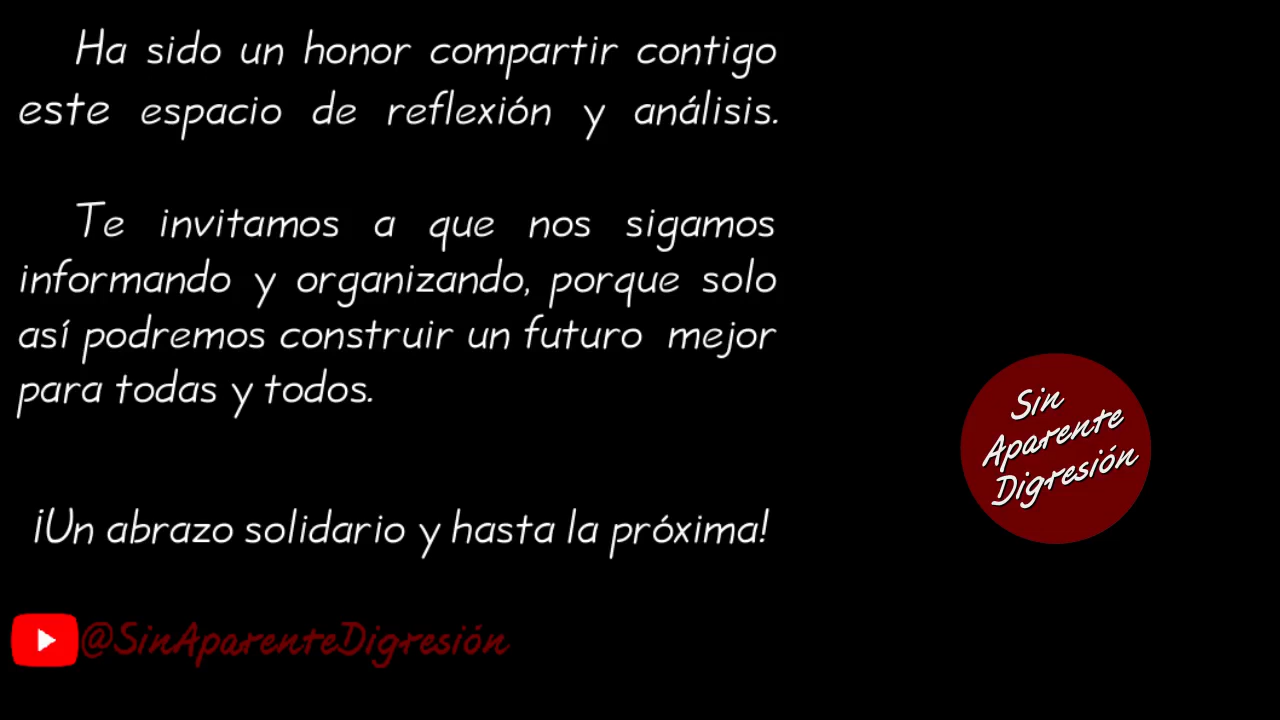 Ha sido un honor compartir contigo
este espacio de reflexión y análisis.
Te invitamos a que nos sigamos
informando y organizando, porque solo
así podremos construir un futuro mejor
para todas y todos.
¡Un abrazo solidario y hasta la próxima!
@SinAparenteDigresión
Sin
Aparente
Digresión